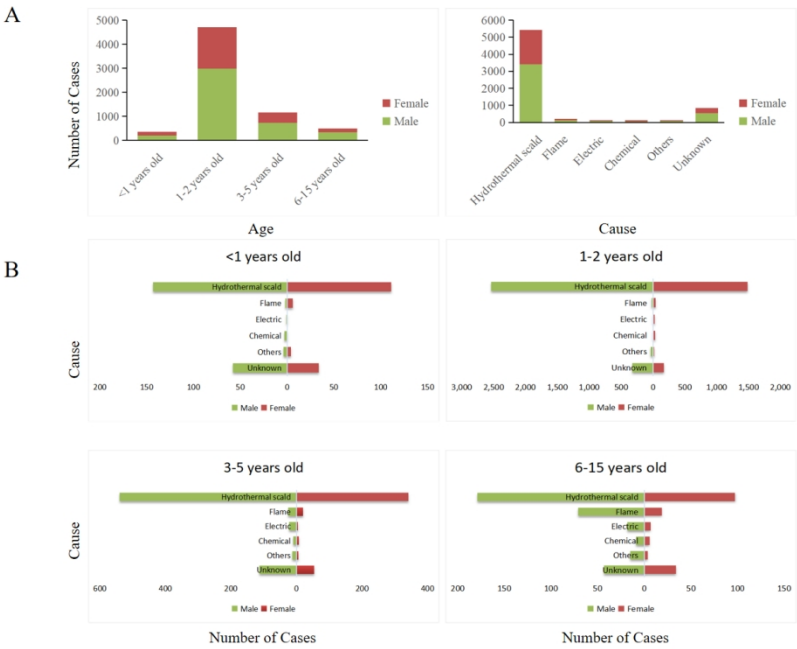 A
5000
4000
3000
2000
1000
0
Number of Cases
<1 years old
1-2 years old
3-5 years old
6-15 years old
Female
Male
Age
6000
5000
4000
3000
2000
1000
0
Hydrothermal scald
Flame
Electric
Chemical
Others
Unknown
Female
Male
Cause
B
<1 years old
Cause
Hydrothermal scald
Flame
Electric
Chemical
Others
Unknown
200 150 100 50 0 50 100 150
Male Female
1-2 years old
Hydrothermal scald
Flame
Electric
Chemical
Others
Unknown
3,000 2,500 2,000 1,500 1,000 500 0 500 1,000 1,500 2,000
Male Female
3-5 years old
Cause
Hydrothermal scald
Flame
Electric
Chemical
Others
Unknown
600 400 200 0 200 400
Male Female
Number of Cases
6-15 years old
Hydrothermal scald
Flame
Electric
Chemical
Others
Unknown
200 150 100 50 0 50 100 150
Male Female
Number of Cases